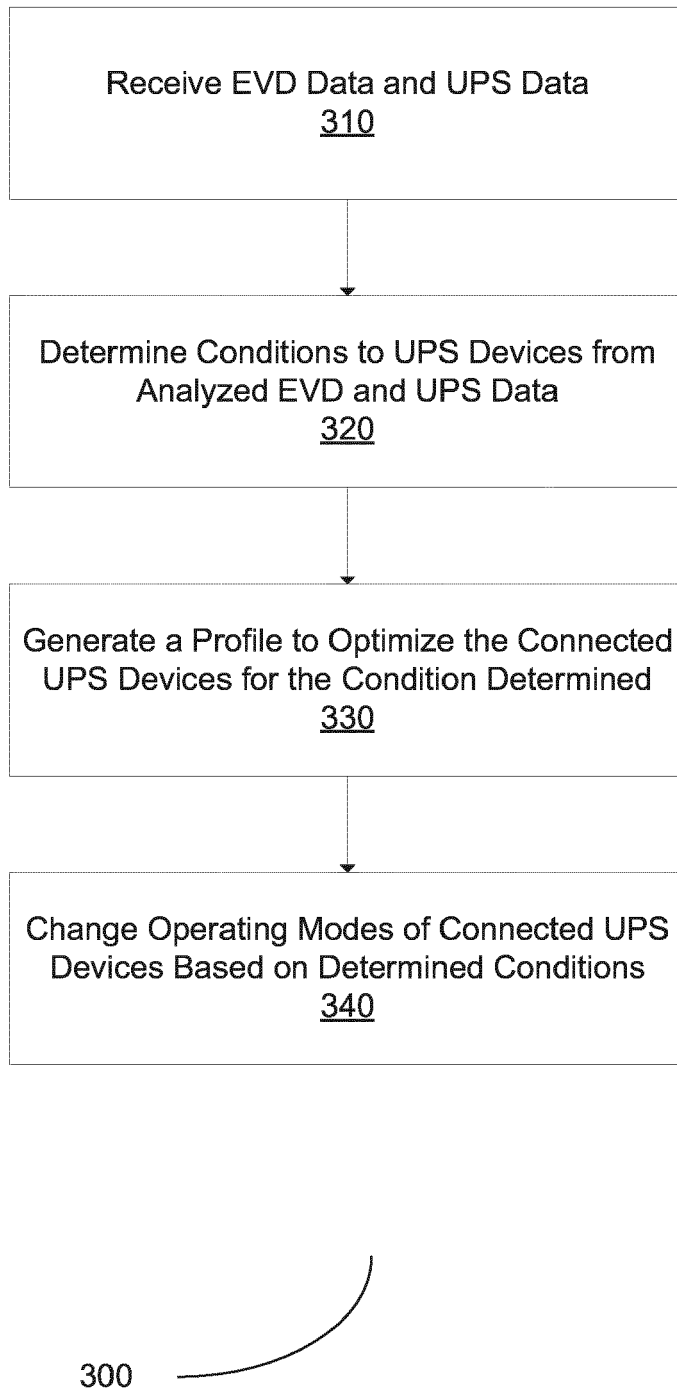 Receive EVD Data and UPS Data
310
Determine Conditions to UPS Devices from
Analyzed EVD and UPS Data
320
Generate a Profile to Optimize the Connected
UPS Devices for the Condition Determined
330
Change Operating Modes of Connected UPS
Devices Based on Determined Conditions
340
300